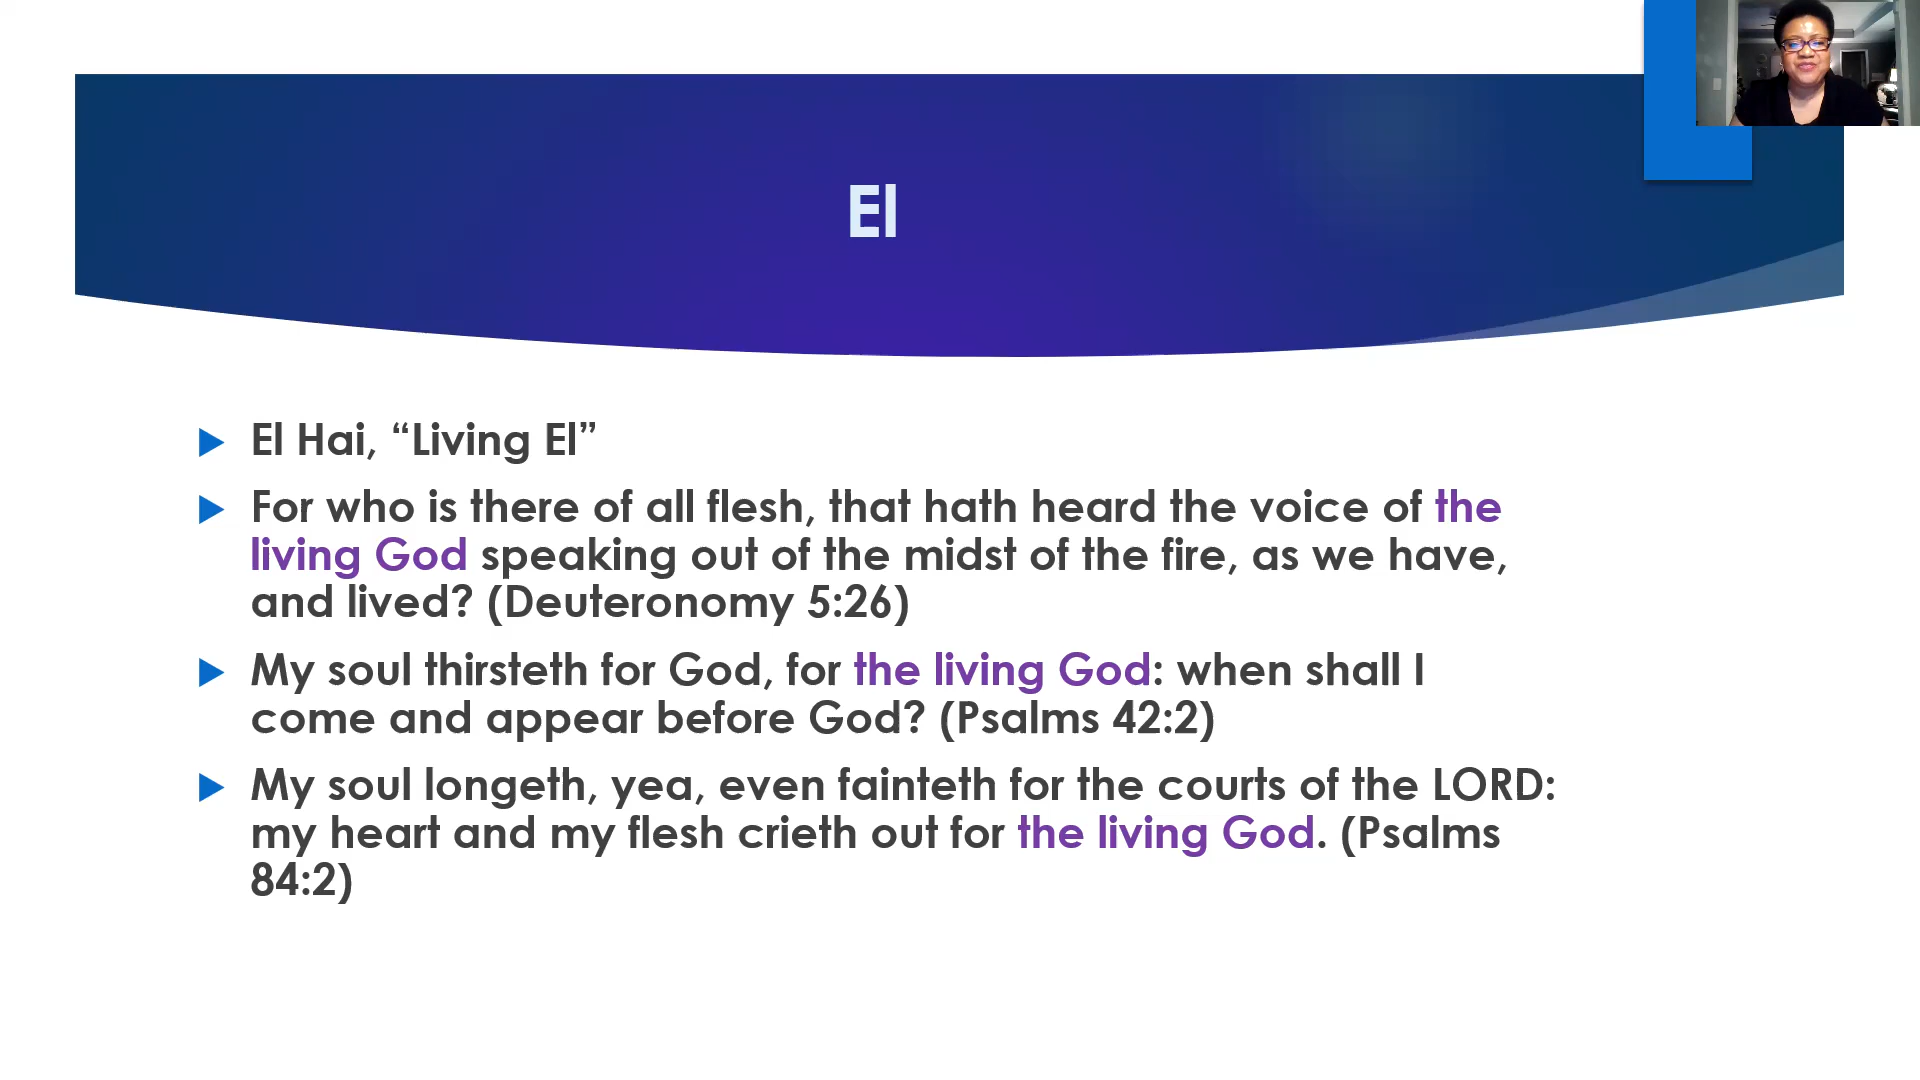 El
El Hai, “Living El”
For who is there of all flesh, that hath heard the voice of the
living God speaking out of the midst of the fire, as we have,
and lived? (Deuteronomy 5:26)
My soul thirsteth for God, for the living God: when shall I
come and appear before God? (Psalms 42:2)
My soul longeth, yea, even fainteth for the courts of the LORD:
my heart and my flesh crieth out for the living God. (Psalms
84:2)